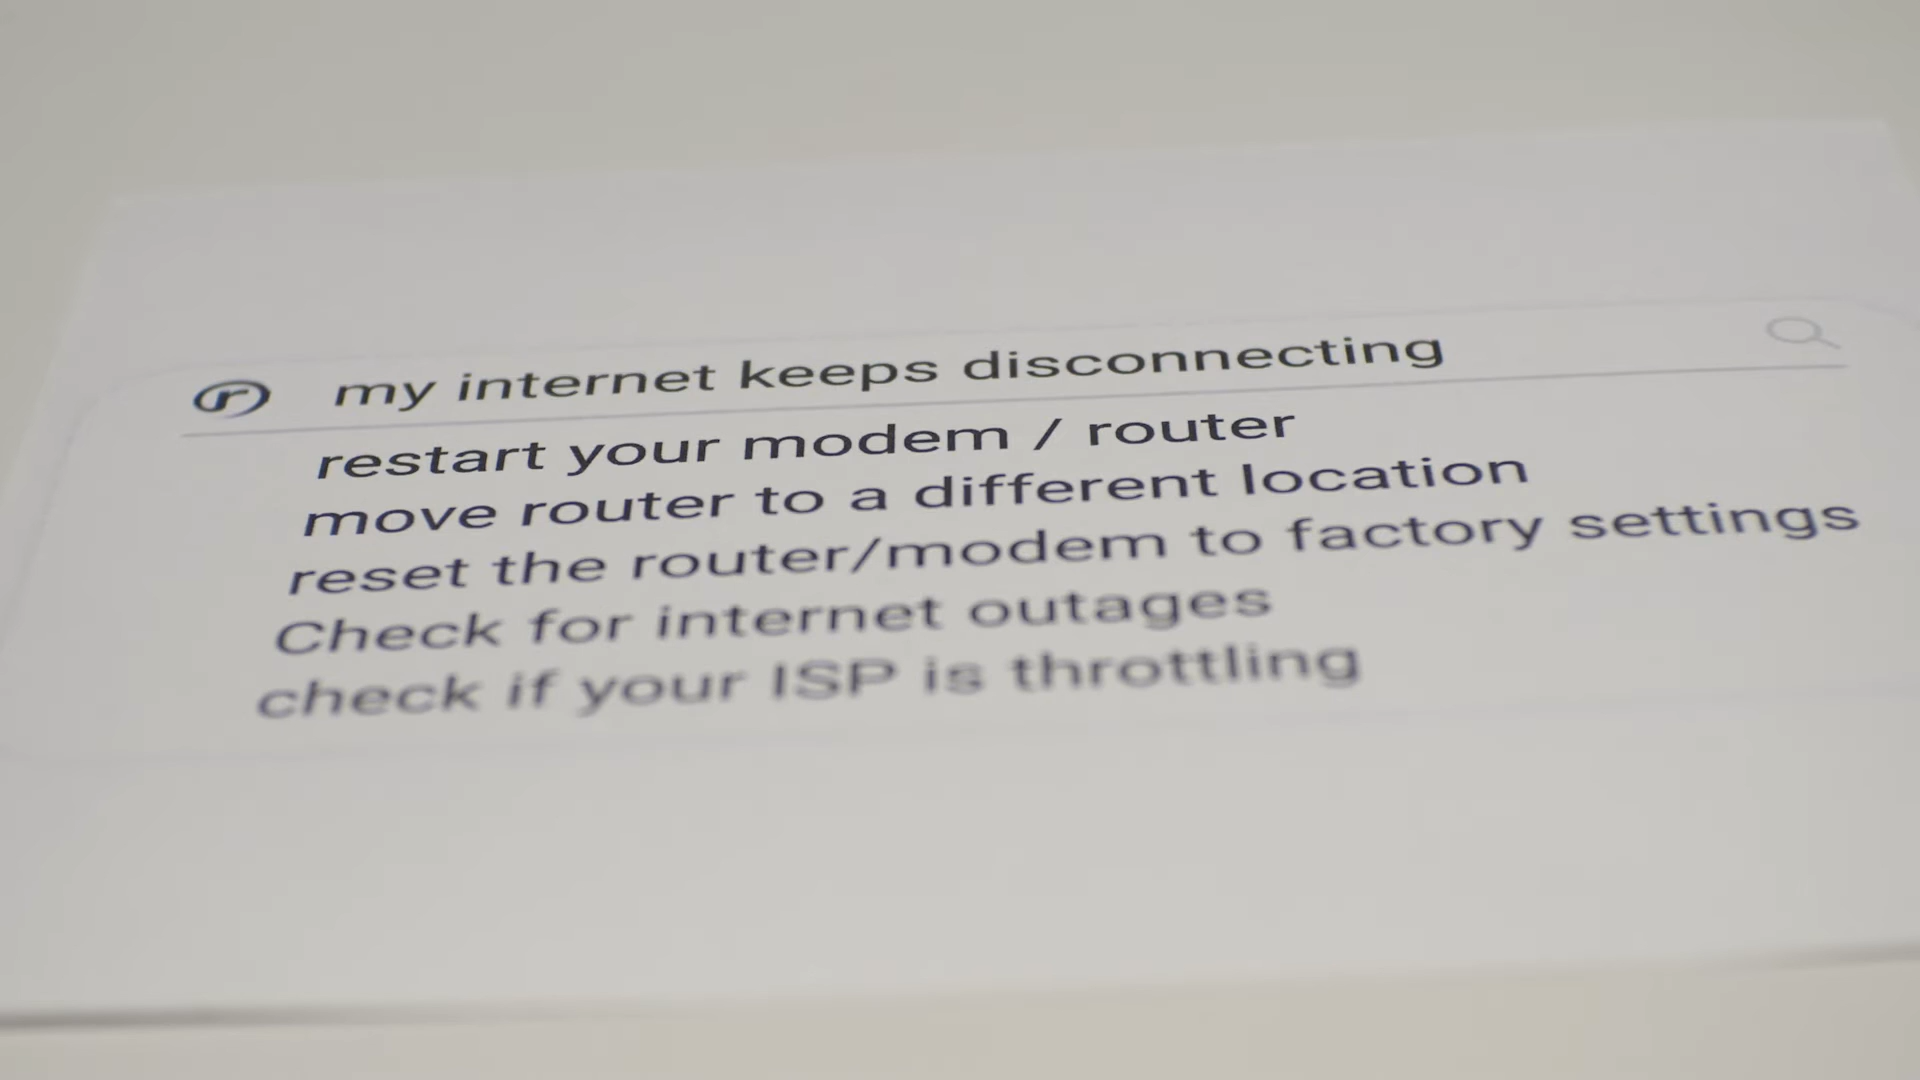 my internet keeps disconnecting
restart your modem / router
move router to a different location
reset the router/modem to factory settings
Check for internet outages
check if your ISP is throttling